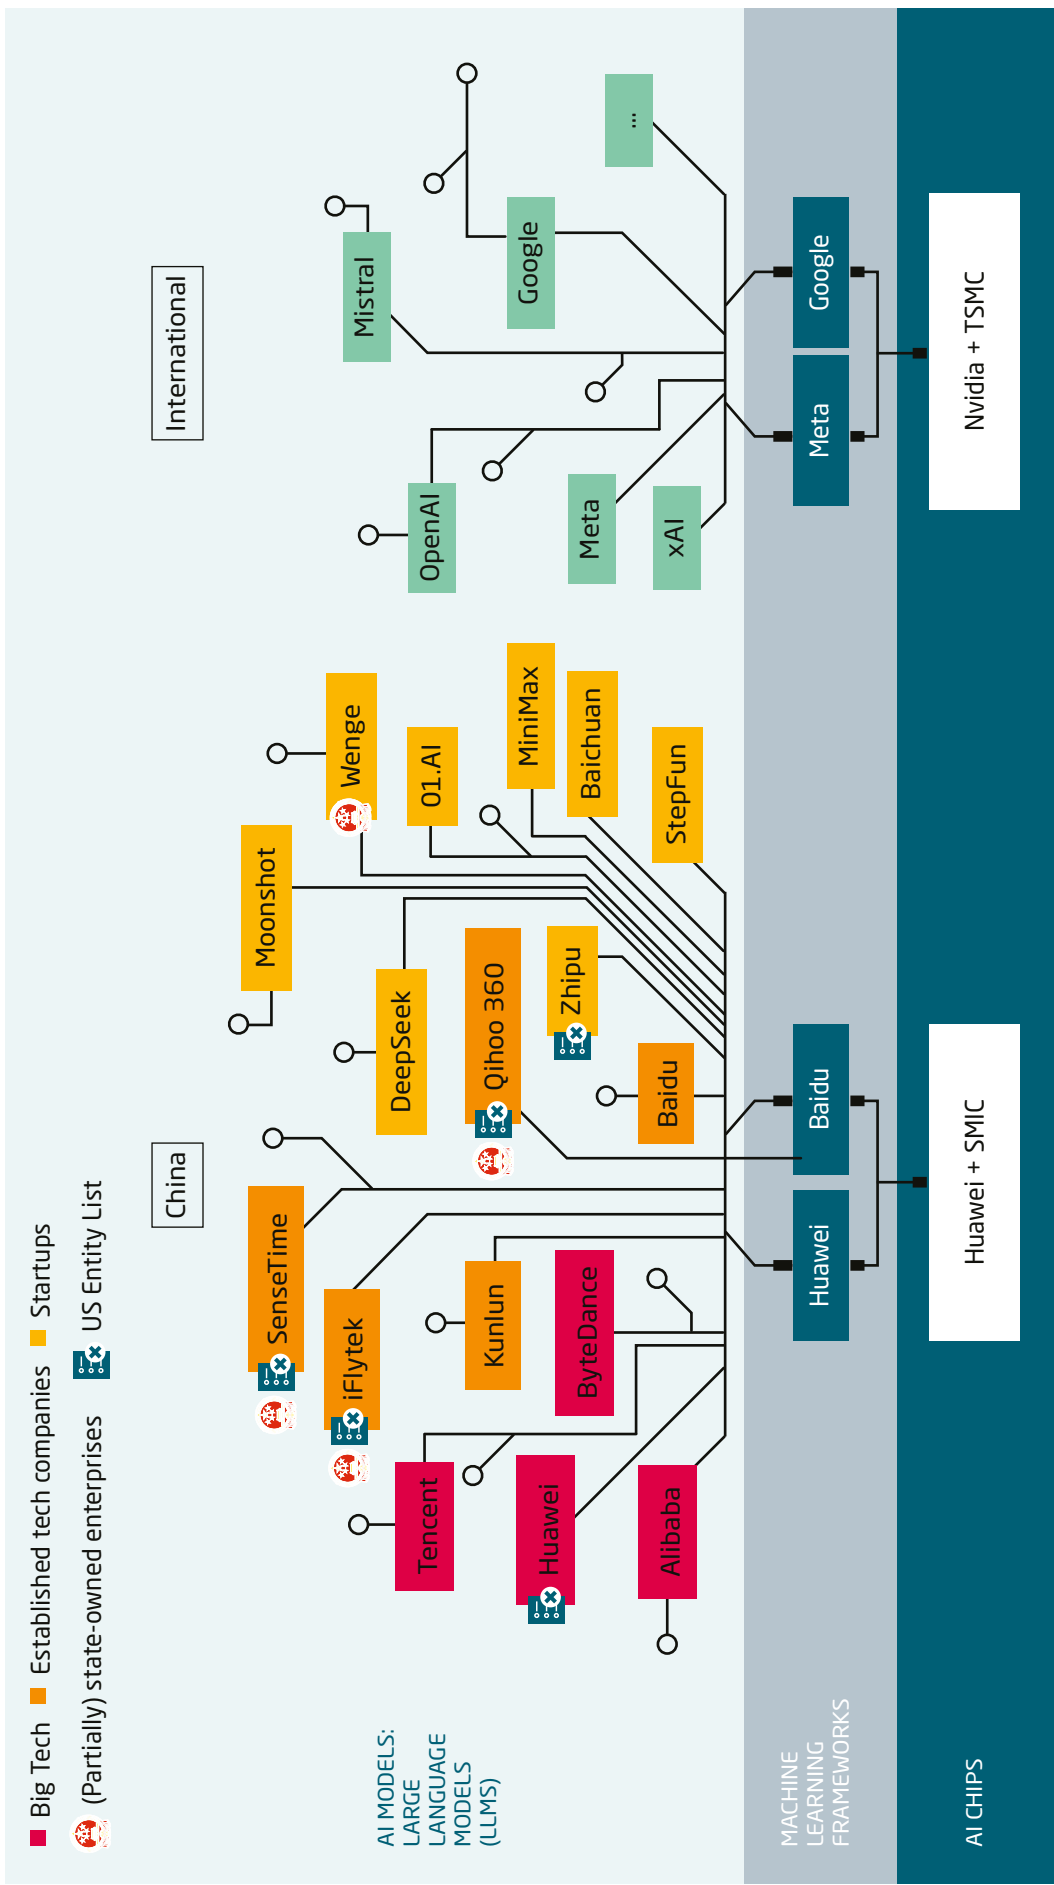 Big Tech
Established tech companies
Startups
(Partially) state-owned enterprises
US Entity List
China
International
AI MODELS:
LARGE
LANGUAGE
MODELS
(LLMS)
SenseTime
Moonshot
iFlytek
Wenge
Mistral
Tencent
DeepSeek
01.AI
OpenAI
Kunlun
Qihoo 360
MiniMax
Google
Huawei
ByteDance
Zhipu
Baichuan
Meta
Alibaba
Baidu
StepFun
xAI
...
MACHINE
LEARNING
FRAMEWORKS
Huawei
Baidu
Meta
Google
AI CHIPS
Huawei + SMIC
Nvidia + TSMC